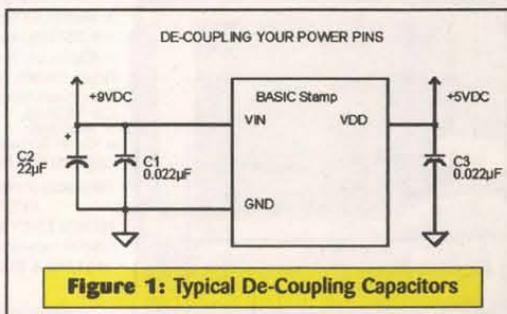 DE-COUPLING YOUR POWER PINS
+9VDC
BASIC Stamp
+5VDC
VIN
VDD
+
C2
22µF
C1
0.022µF
C3
0.022µF
GND
Figure 1: Typical De-Coupling Capacitors